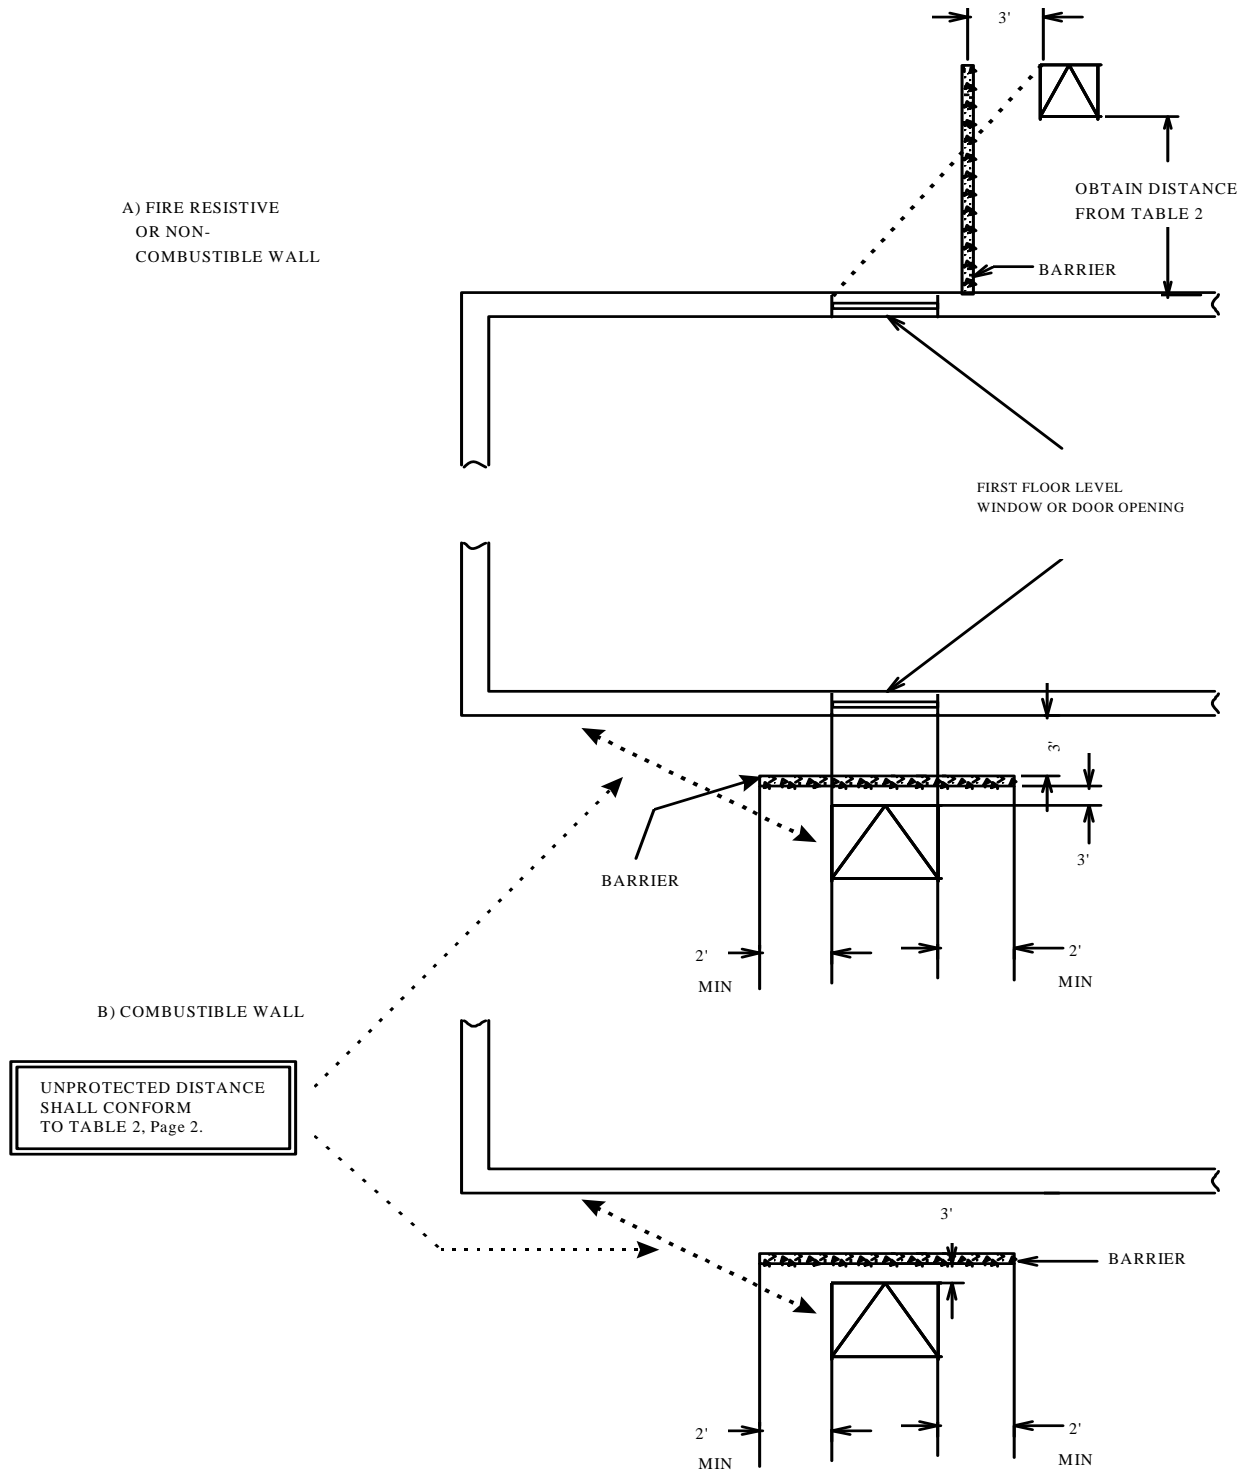 3'
OBTAIN DISTANCE
FROM TABLE 2
A) FIRE RESISTIVE
OR NON-
COMBUSTIBLE WALL
BARRIER
FIRST FLOOR LEVEL
WINDOW OR DOOR OPENING
3'
3'
BARRIER
2'
MIN
2'
MIN
B) COMBUSTIBLE WALL
UNPROTECTED DISTANCE
SHALL CONFORM
TO TABLE 2, Page 2.
3'
BARRIER
2'
MIN
2'
MIN